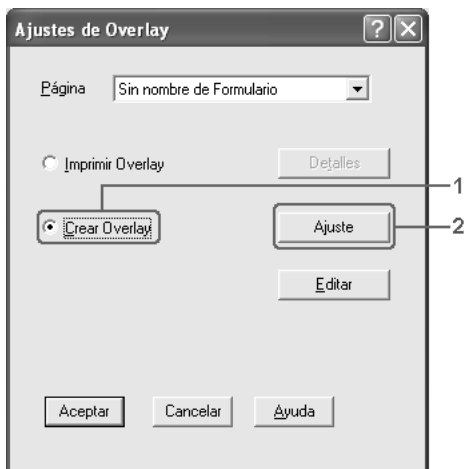 Ajustes de Overlay
Página Sin nombre de Formulario
Imprimir Overlay Detalles
1
Crear Overlay Ajuste 2
Editar
Aceptar Cancelar Ayuda